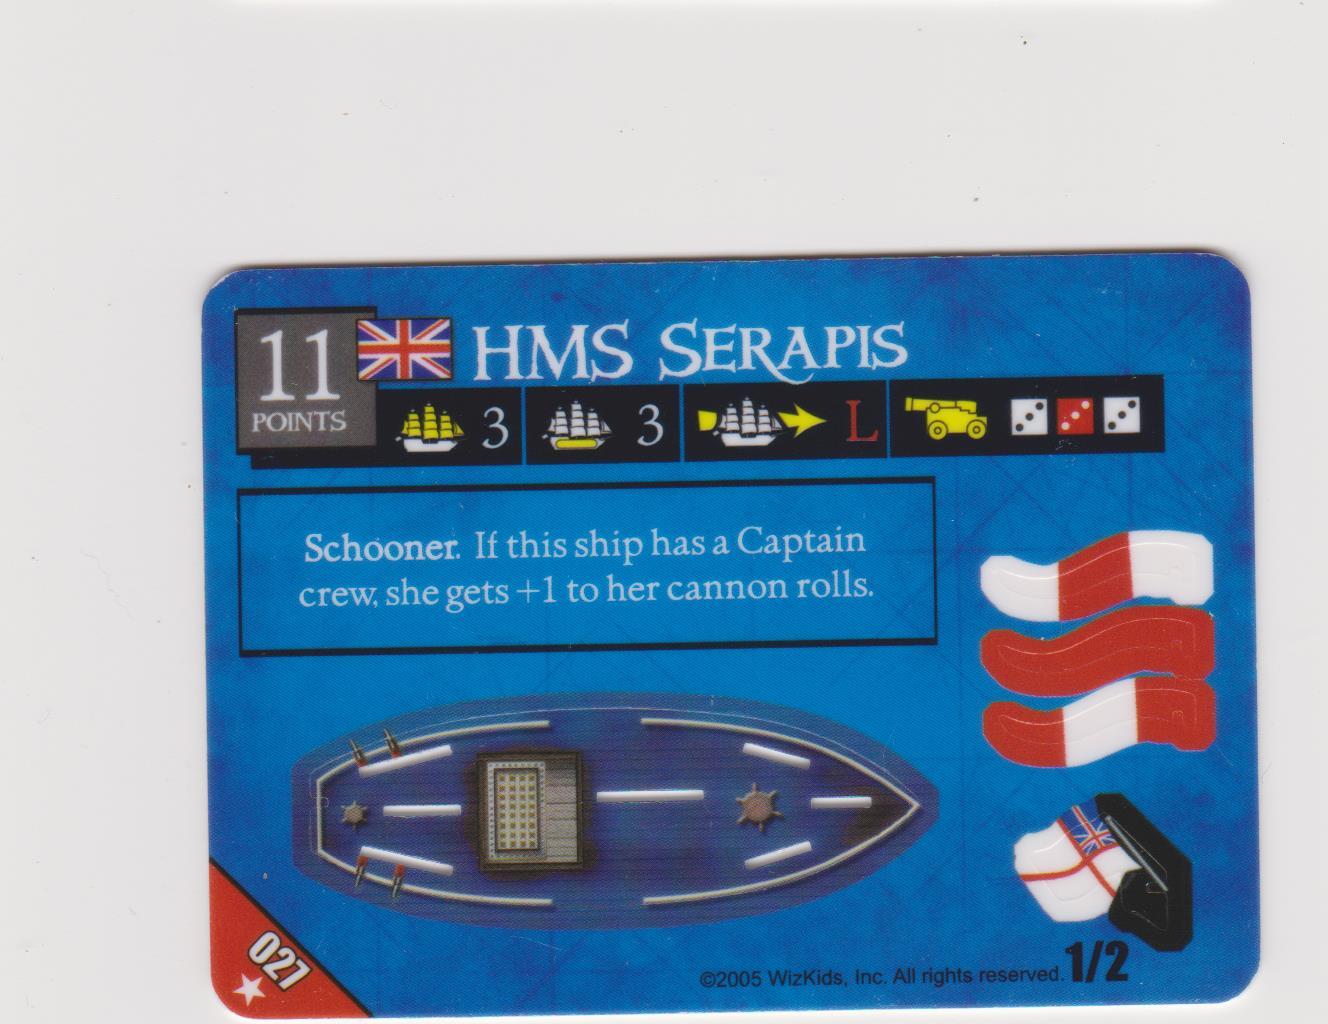 HMS SERAPIS
11
POINTS
3
3
L
Schooner. If this ship has a Captain
crew, she gets +1 to her cannon rolls.
027
©2005 WizKids, Inc. All rights reserved. 1/2